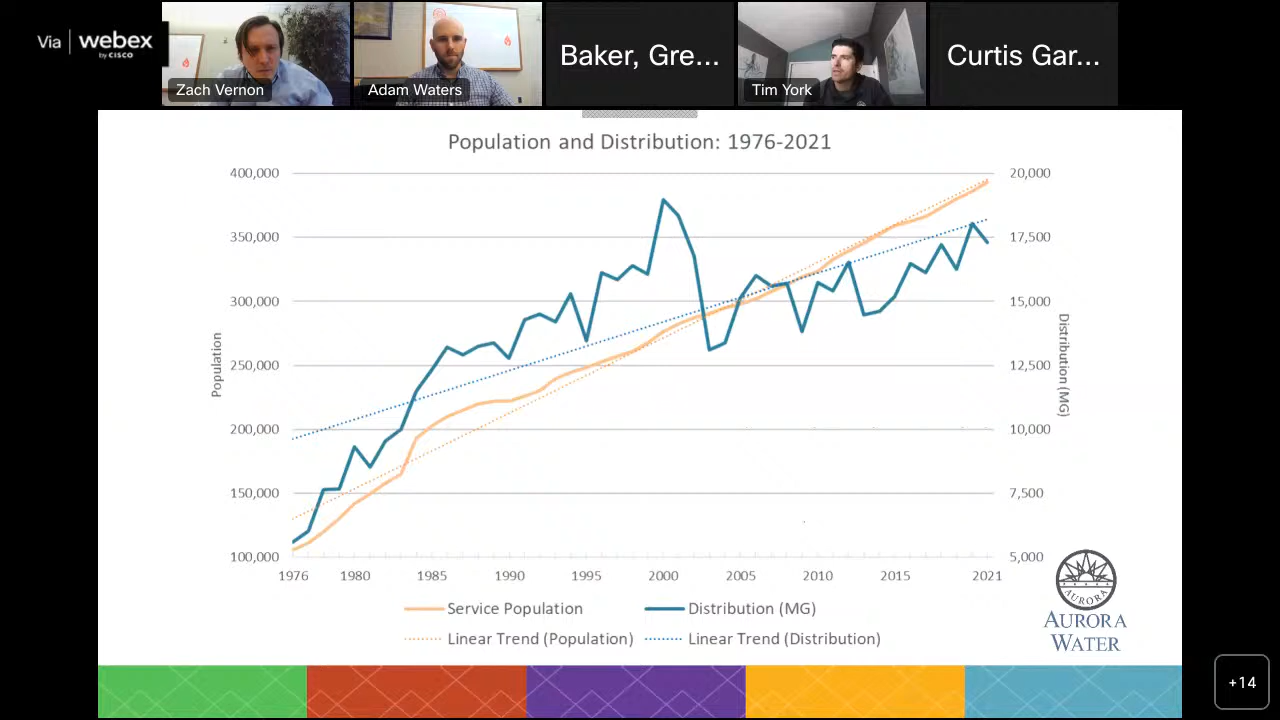 Via webex
by CISCO
Zach Vernon
Adam Waters
Baker, Gre...
Tim York
Curtis Gar...
Population and Distribution: 1976-2021
400,000
350,000
300,000
250,000
200,000
150,000
100,000
Population
20,000
17,500
15,000
12,500
10,000
7,500
5,000
Distribution (MG)
1976 1980 1985 1990 1995 2000 2005 2010 2015 2021
Service Population
Distribution (MG)
Linear Trend (Population)
Linear Trend (Distribution)
AURORA
AURORA
WATER
+14